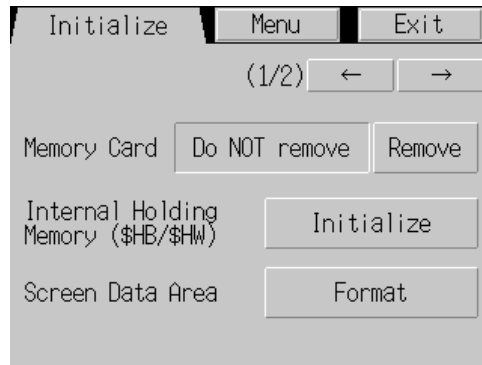 Initialize Menu Exit
(1/2) ← →
Memory Card Do NOT remove Remove
Internal Holding
Memory ($HB/$HW) Initialize
Screen Data Area Format